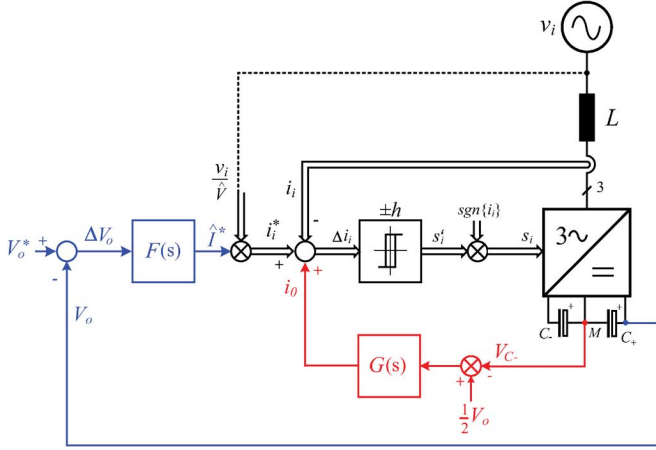 v_i
L
3
v_i
V̂
i_i
-
±h
sgn{i_i}
V_o*
+
ΔV_o
F(s)
Î*
i_i*
+
Δi_i
s_i'
s_i
3~
=
-
V_o
+
i_0
C_-
+
M
+
C_+
G(s)
V_C-
+
-
1/2 V_o